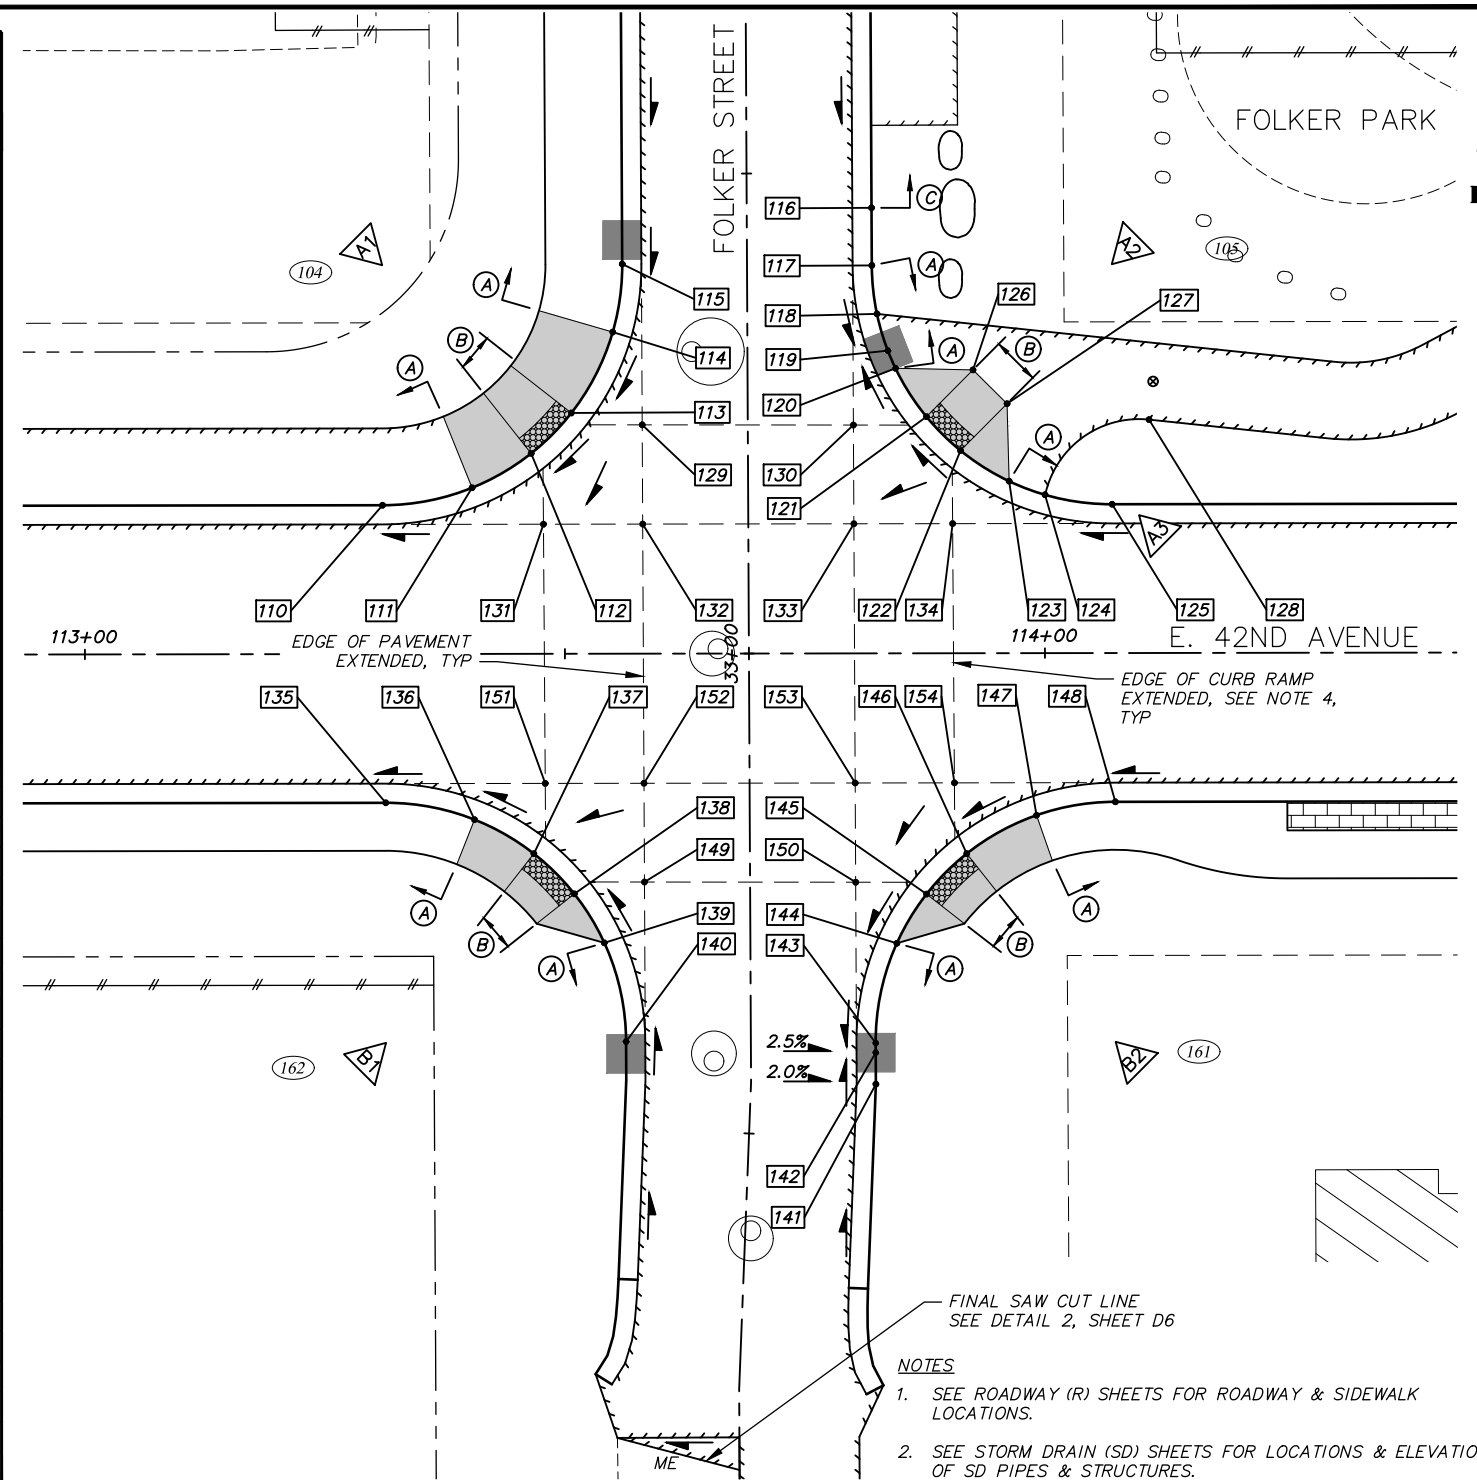 FOLKER STREET
FOLKER PARK
116
C
A1
A2
104
105
117
A
A
115
126
127
118
B
114
119
A
B
A
113
120
129
130
A
121
A3
110
111
131
112
132
133
122
134
123
124
125
128
113+00
EDGE OF PAVEMENT
EXTENDED, TYP
33+00
114+00
E. 42ND AVENUE
EDGE OF CURB RAMP
EXTENDED, SEE NOTE 4,
TYP
135
136
151
137
152
153
146
154
147
148
138
145
149
150
A
139
144
A
B
140
143
B
A
A
2.5%
162
B1
B2
161
2.0%
142
141
FINAL SAW CUT LINE
SEE DETAIL 2, SHEET D6
NOTES
1. SEE ROADWAY (R) SHEETS FOR ROADWAY & SIDEWALK
LOCATIONS.
2. SEE STORM DRAIN (SD) SHEETS FOR LOCATIONS &
OF SD PIPES & STRUCTURES.
ME